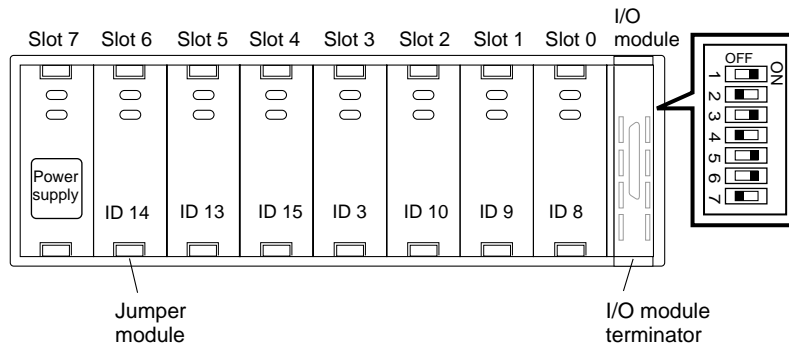 I/O
module
Slot 7 Slot 6 Slot 5 Slot 4 Slot 3 Slot 2 Slot 1 Slot 0
OFF
ON
1
2
3
4
5
6
7
Power
supply
ID 14 ID 13 ID 15 ID 3 ID 10 ID 9 ID 8
Jumper
module
I/O module
terminator